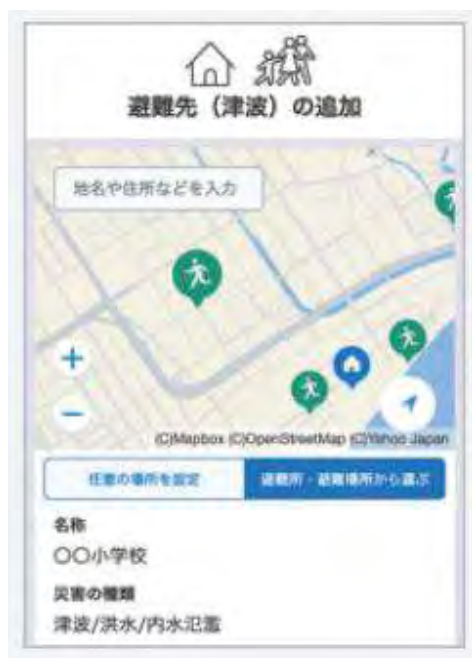 避難先（津波）の追加
地名や住所などを入力
+
−
(C)Mapbox (C)OpenStreetMap (C)Yahoo Japan
任意の場所を設定
避難所・避難場所から選ぶ
名称
〇〇小学校
災害の種類
津波/洪水/内水氾濫